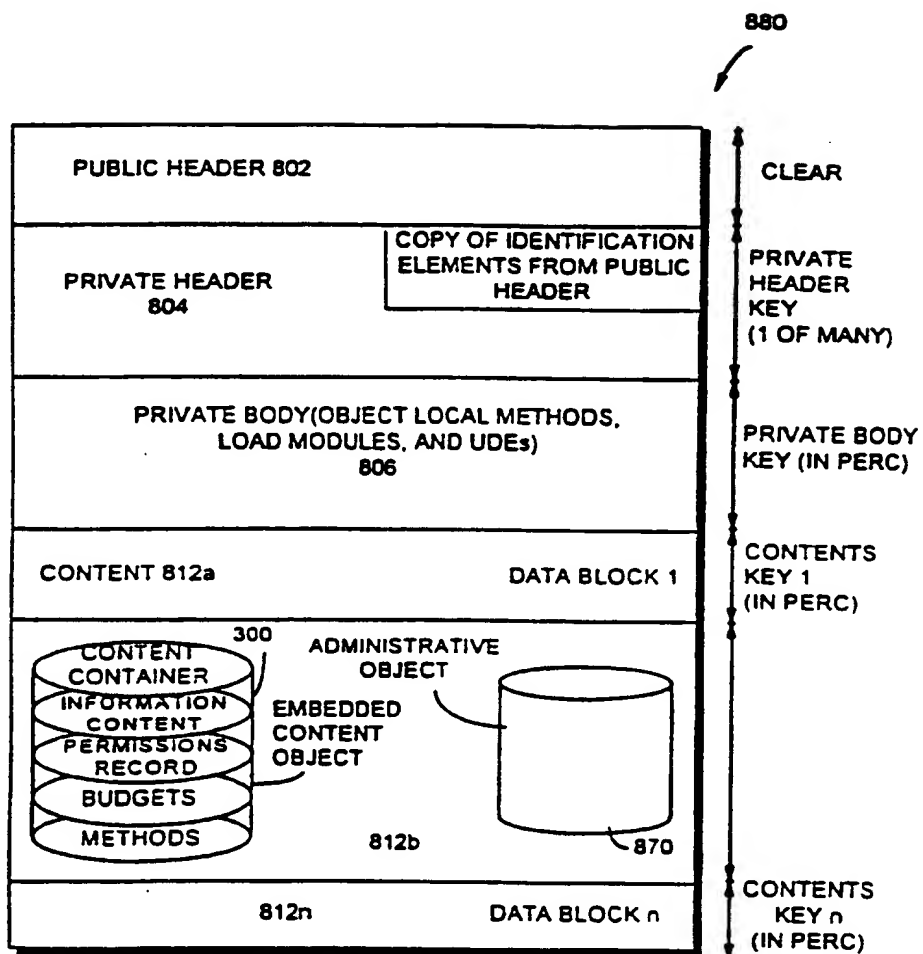 880
PUBLIC HEADER 802
CLEAR
PRIVATE HEADER
804
COPY OF IDENTIFICATION
ELEMENTS FROM PUBLIC
HEADER
PRIVATE
HEADER
KEY
(1 OF MANY)
PRIVATE BODY(OBJECT LOCAL METHODS,
LOAD MODULES, AND UDEs)
806
PRIVATE BODY
KEY (IN PERC)
CONTENT 812a
DATA BLOCK 1
CONTENTS
KEY 1
(IN PERC)
300
CONTENT
CONTAINER
INFORMATION
CONTENT
PERMISSIONS
RECORD
BUDGETS
METHODS
EMBEDDED
CONTENT
OBJECT
ADMINISTRATIVE
OBJECT
812b
870
812n
DATA BLOCK n
CONTENTS
KEY n
(IN PERC)